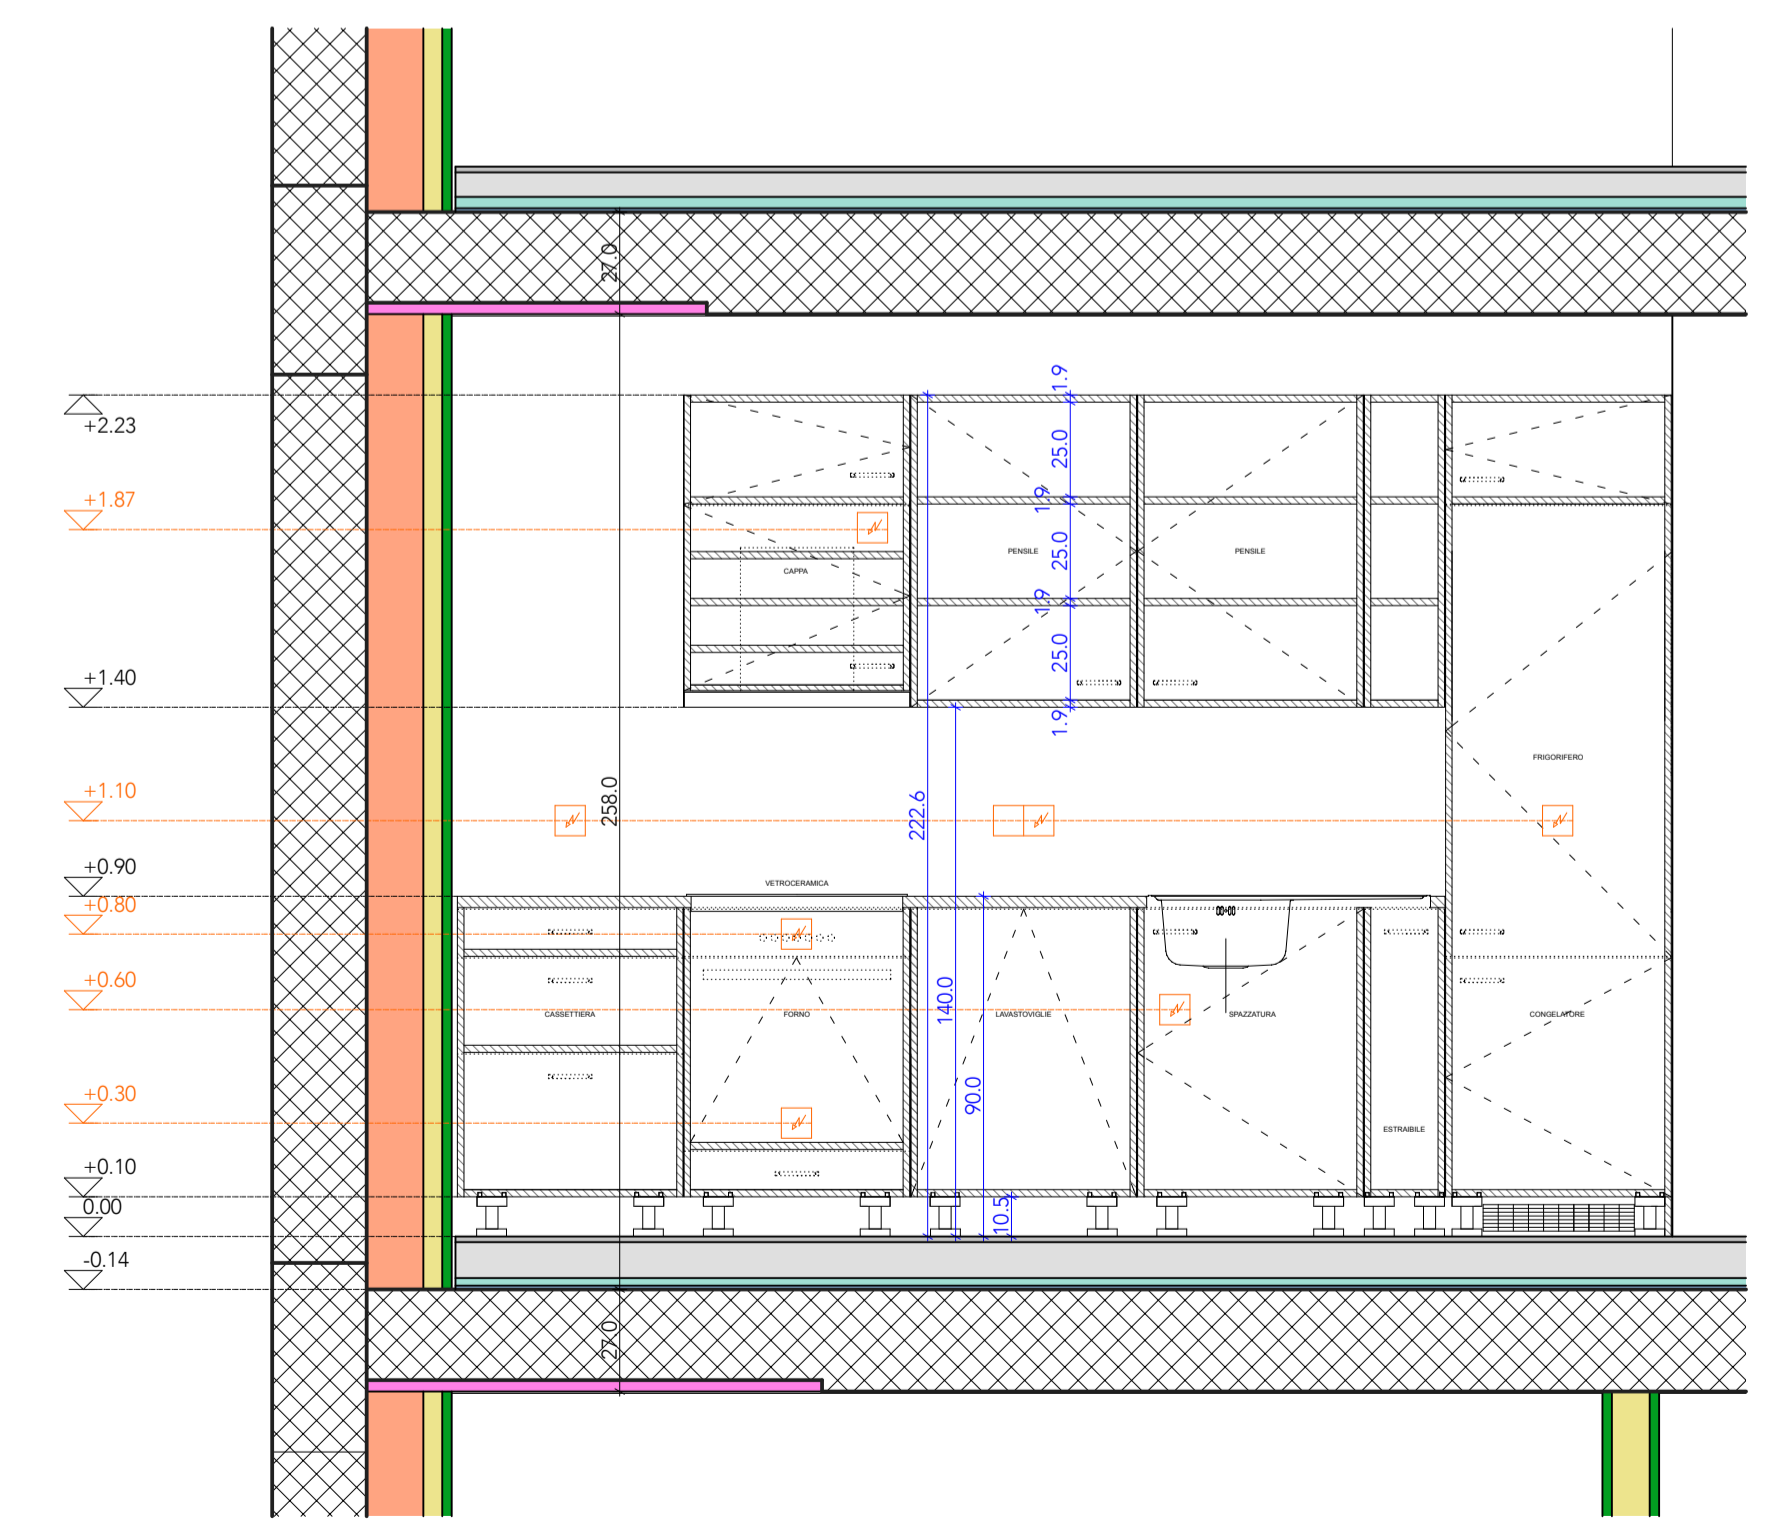 27.0
+2.23
1.9
25.0
+1.87
1.9
PENSILE
PENSILE
25.0
CAPPA
1.9
25.0
+1.40
1.9
FRIGORIFERO
+1.10
258.0
222.6
+0.90
VETROCERAMICA
+0.80
+0.60
140.0
CASSETTIERA
FORNO
LAVASTOVIGLIE
SPAZZATURA
CONGELATORE
90.0
+0.30
ESTRAIBILE
+0.10
0.00
10.5
-0.14
27.0